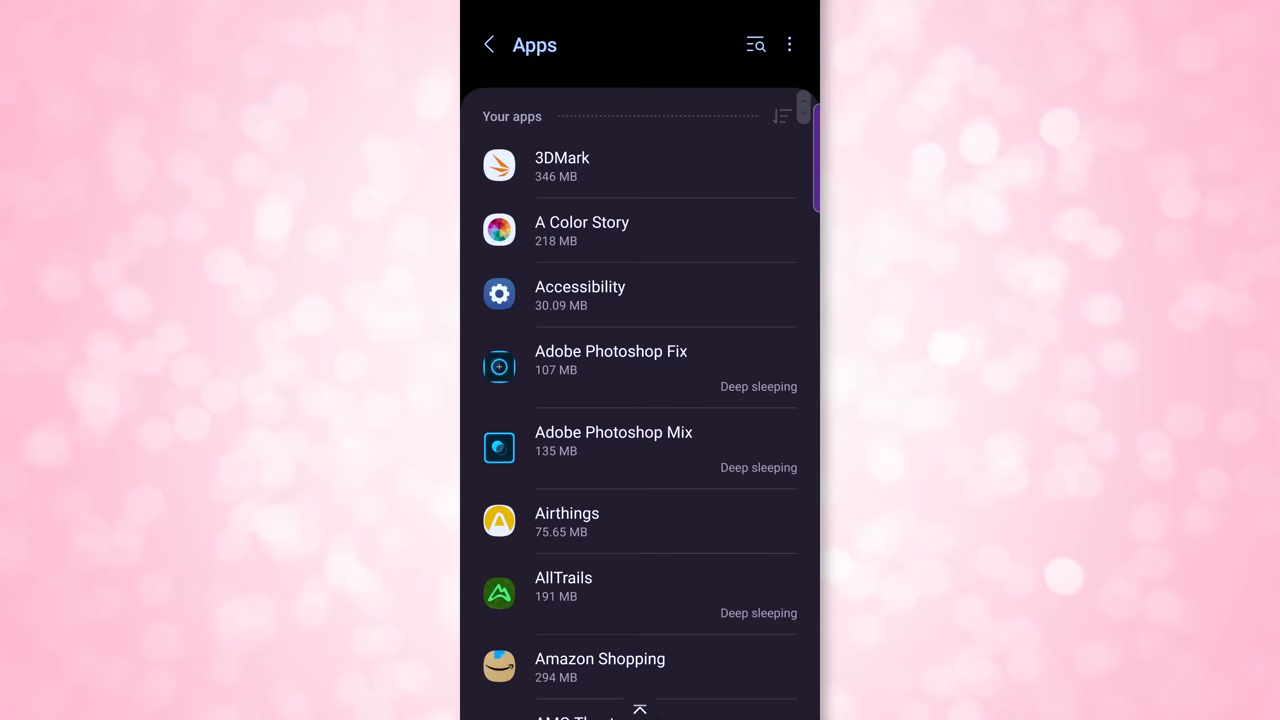 Apps
Your apps
3DMark
346 MB
A Color Story
218 MB
Accessibility
30.09 MB
Adobe Photoshop Fix
107 MB
Deep sleeping
Adobe Photoshop Mix
135 MB
Deep sleeping
Airthings
75.65 MB
AllTrails
191 MB
Deep sleeping
Amazon Shopping
294 MB